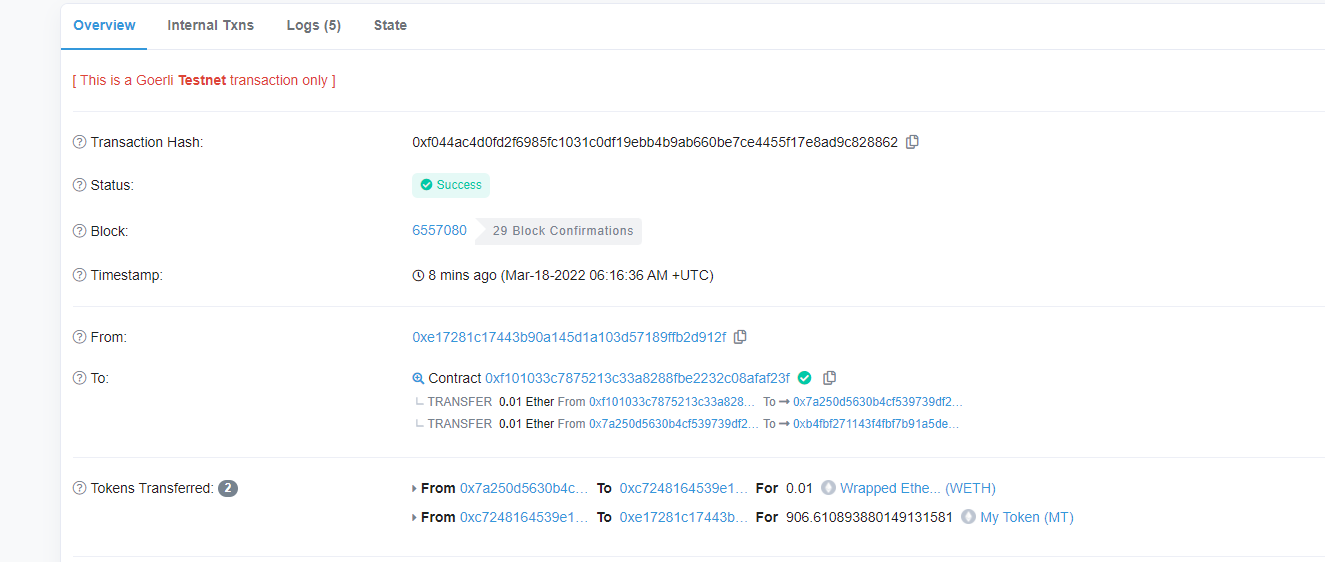 Overview Internal Txns Logs (5) State
[ This is a Goerli Testnet transaction only ]
Transaction Hash: 0xf044ac4d0fd2f6985fc1031c0df19ebb4b9ab660be7ce4455f17e8ad9c828862
Status: Success
Block: 6557080 29 Block Confirmations
Timestamp: 8 mins ago (Mar-18-2022 06:16:36 AM +UTC)
From: 0xe17281c17443b90a145d1a103d57189ffb2d912f
To: Contract 0xf101033c7875213c33a8288fbe2232c08afaf23f
TRANSFER 0.01 Ether From 0xf101033c7875213c33a828... To → 0x7a250d5630b4cf539739df2...
TRANSFER 0.01 Ether From 0x7a250d5630b4cf539739df2... To → 0xb4fbf271143f4fbf7b91a5de...
Tokens Transferred: 2 From 0x7a250d5630b4c... To 0xc7248164539e1... For 0.01 Wrapped Ethe... (WETH)
From 0xc7248164539e1... To 0xe17281c17443b... For 906.610893880149131581 My Token (MT)